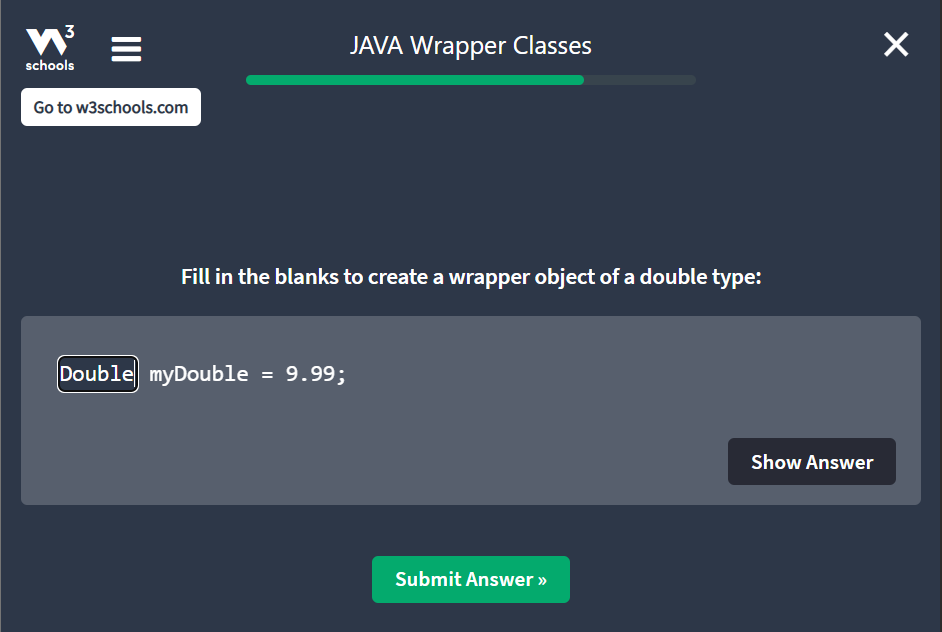 W3
schools
JAVA Wrapper Classes
Go to w3schools.com
Fill in the blanks to create a wrapper object of a double type:
Double myDouble = 9.99;
Show Answer
Submit Answer »